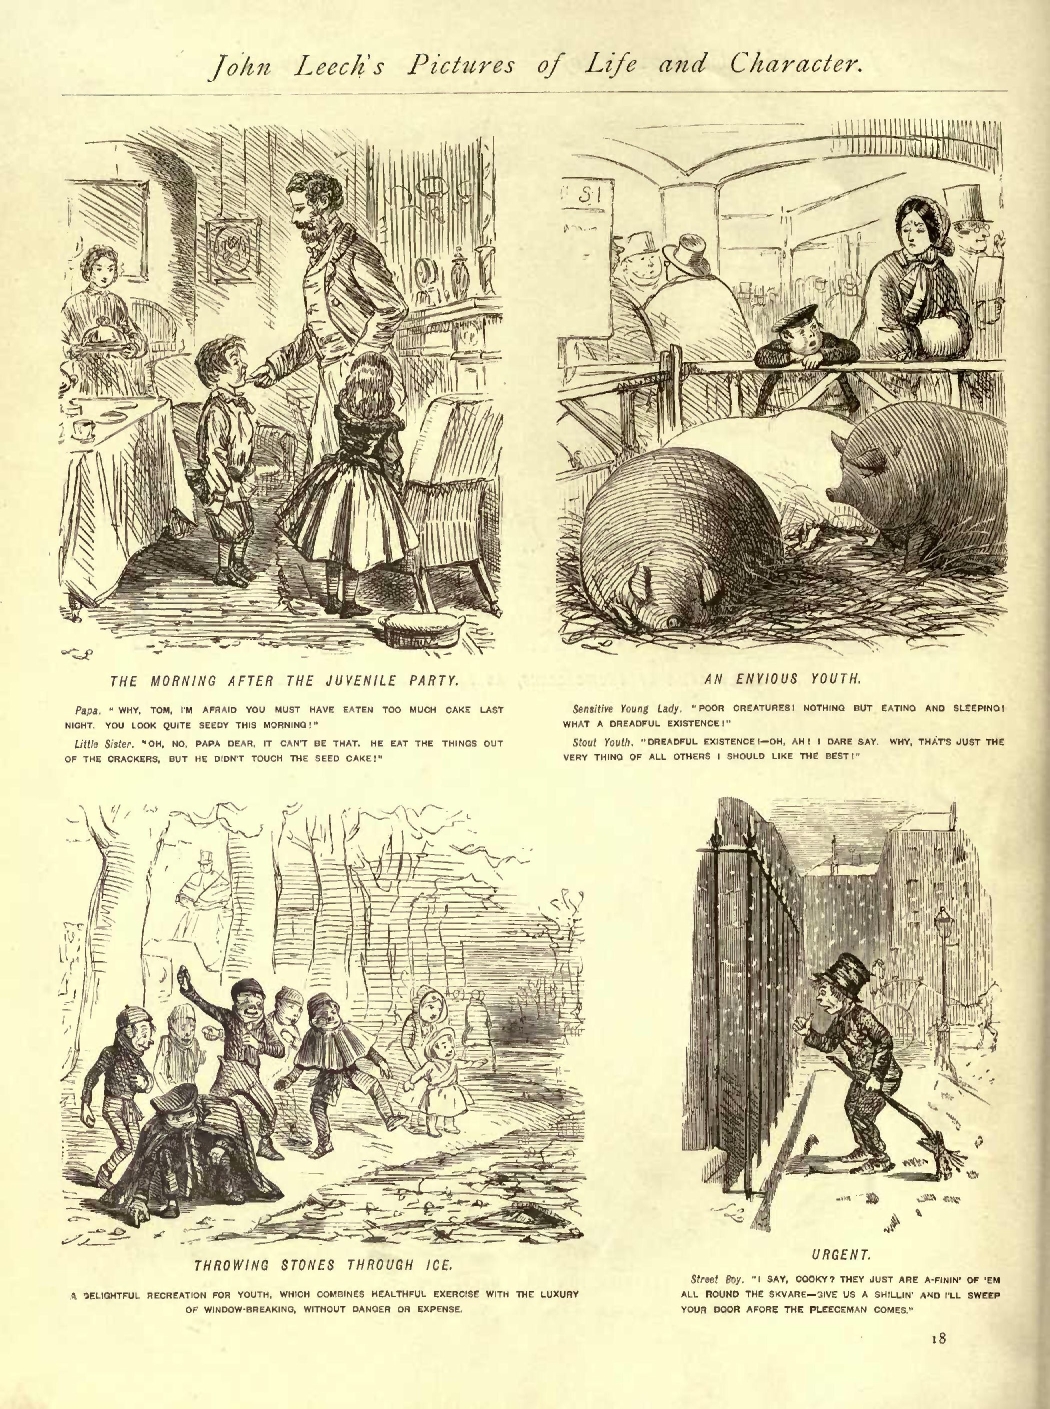 John Leech's Pictures of Life and Character.
SI
THE MORNING AFTER THE JUVENILE PARTY.
Papa. "WHY, TOM, I'M AFRAID YOU MUST HAVE EATEN TOO MUCH CAKE LAST
NIGHT. YOU LOOK QUITE SEEDY THIS MORNING!"
Little Sister. "OH, NO, PAPA DEAR, IT CAN'T BE THAT. HE EAT THE THINGS OUT
OF THE CRACKERS, BUT HE DIDN'T TOUCH THE SEED CAKE!"
AN ENVIOUS YOUTH.
Sensitive Young Lady. "POOR CREATURES! NOTHING BUT EATING AND SLEEPING!
WHAT A DREADFUL EXISTENCE!"
Stout Youth. "DREADFUL EXISTENCE!—OH, AH! I DARE SAY. WHY, THAT'S JUST THE
VERY THING OF ALL OTHERS I SHOULD LIKE THE BEST!"
THROWING STONES THROUGH ICE.
A DELIGHTFUL RECREATION FOR YOUTH, WHICH COMBINES HEALTHFUL EXERCISE WITH THE LUXURY
OF WINDOW-BREAKING, WITHOUT DANGER OR EXPENSE.
URGENT.
Street Boy. "I SAY, COOKY? THEY JUST ARE A-FININ' OF 'EM
ALL ROUND THE SKVARE—GIVE US A SHILLIN' AND I'LL SWEEP
YOUR DOOR AFORE THE PLEECEMAN COMES."
18